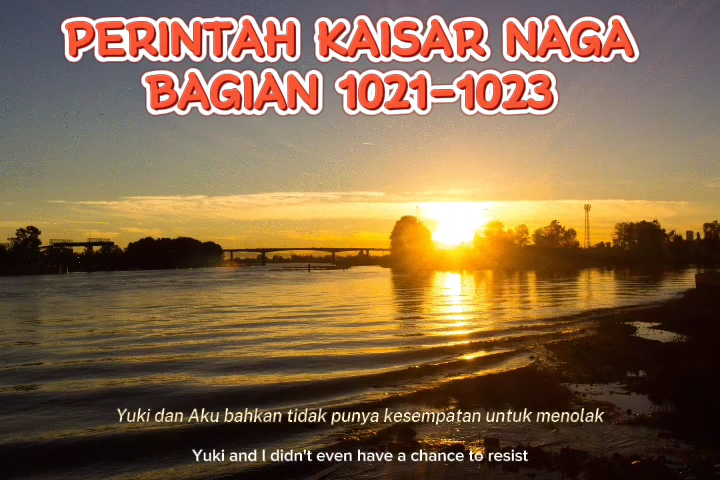 PERINTAH KAISAR NAGA
BAGIAN 1021-1023
Yuki dan Aku bahkan tidak punya kesempatan untuk menolak
Yuki and I didn't even have a chance to resist